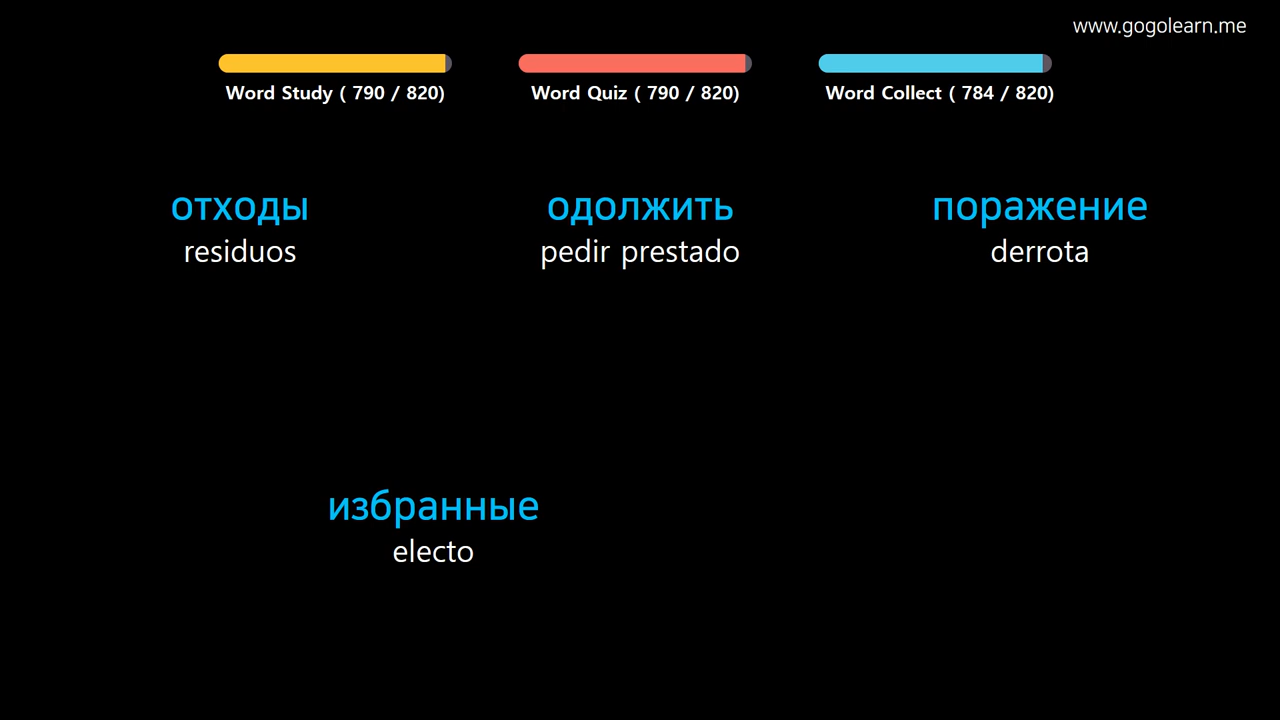 www.gogolearn.me
Word Study ( 790 / 820)
Word Quiz ( 790 / 820)
Word Collect ( 784 / 820)
отходы
residuos
одолжить
pedir prestado
поражение
derrota
избранные
electo